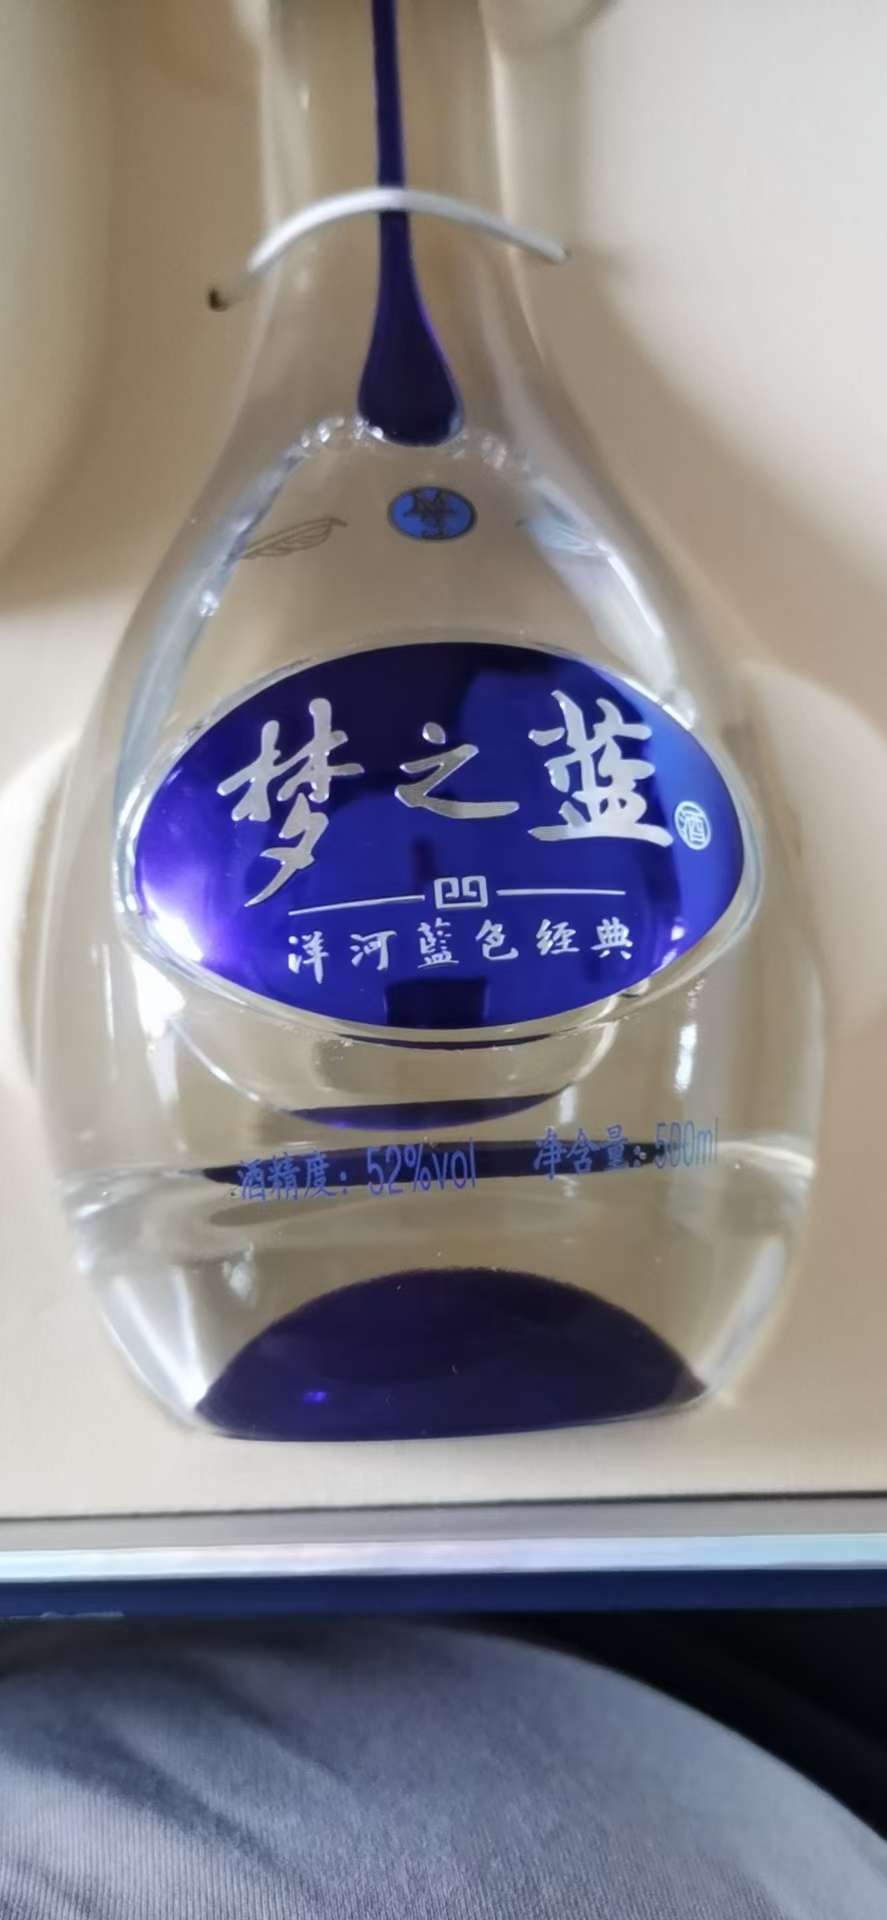 梦之蓝
酒
洋河蓝色经典
酒精度：52%vol 净含量：500ml